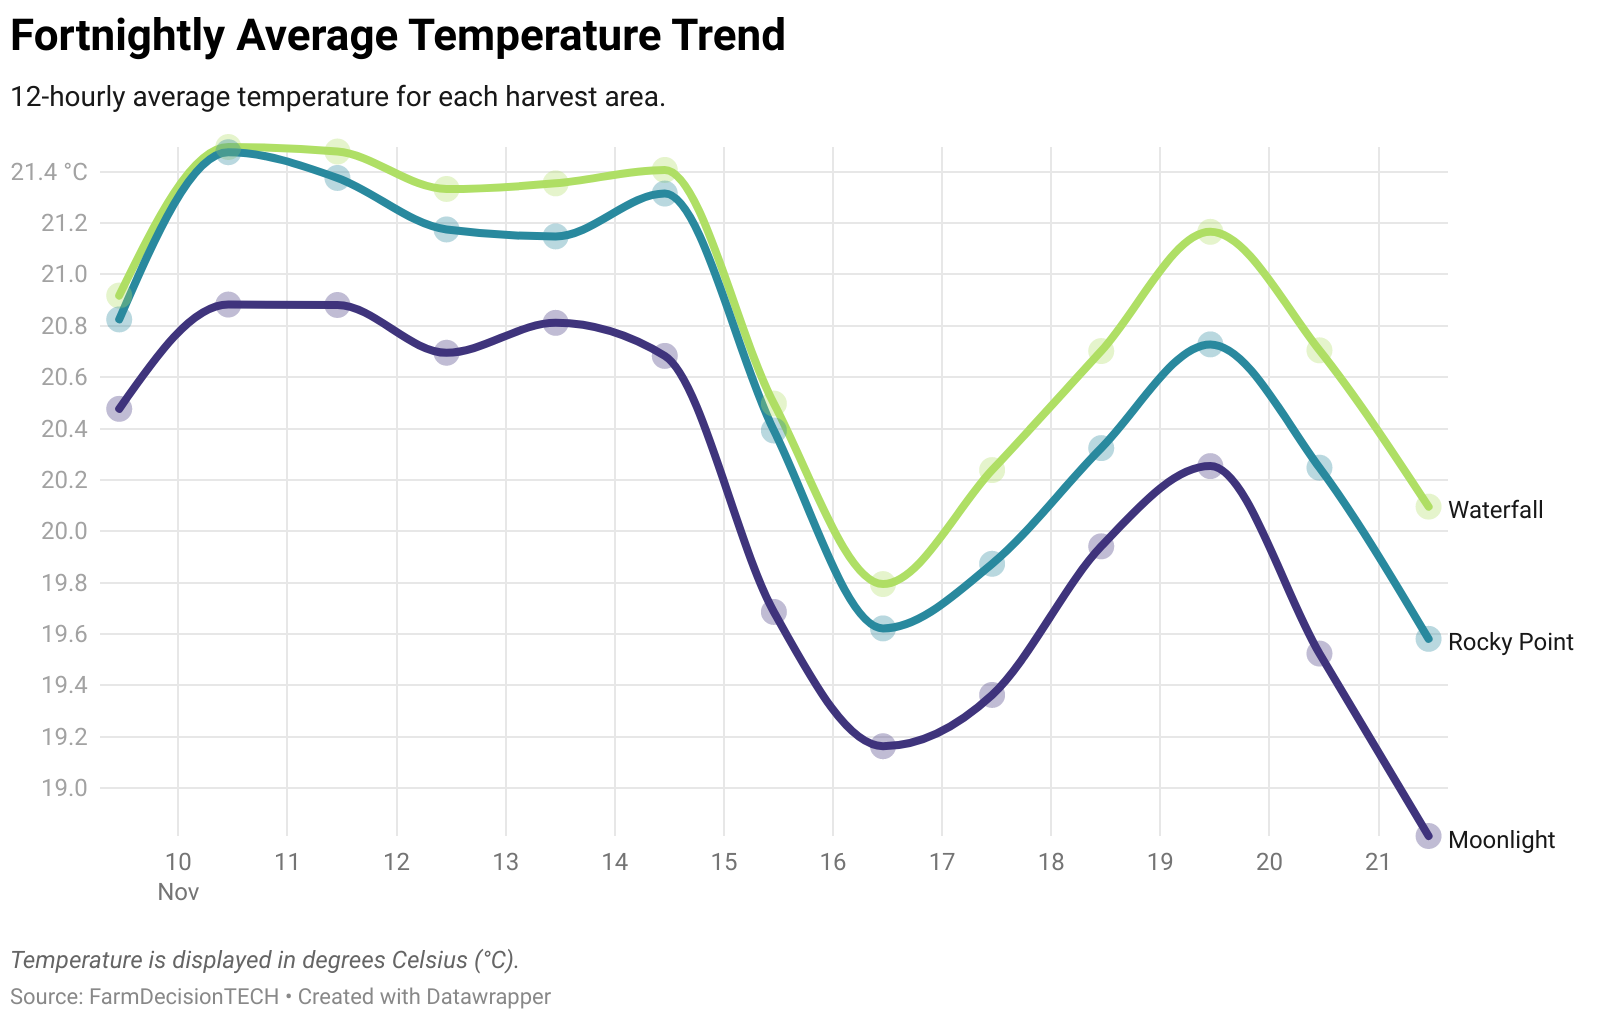 Fortnightly Average Temperature Trend
12-hourly average temperature for each harvest area.
21.4 °C
21.2
21.0
20.8
20.6
20.4
20.2
20.0
19.8
19.6
19.4
19.2
19.0
Waterfall
Rocky Point
Moonlight
10 11 12 13 14 15 16 17 18 19 20 21
Nov
Temperature is displayed in degrees Celsius (°C).
Source: FarmDecisionTECH • Created with Datawrapper